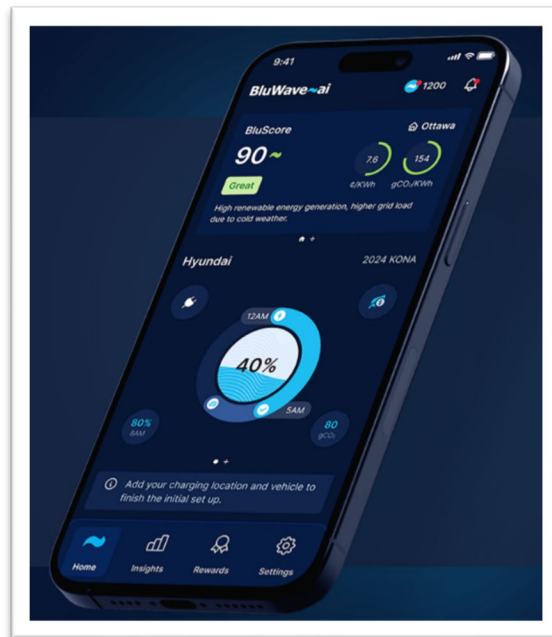 9:41
BluWave~ai
1200
BluScore
Ottawa
90~
7.6
154
Great
¢/KWh
gCO₂/KWh
High renewable energy generation, higher grid load
due to cold weather.
Hyundai
2024 KONA
12AM
40%
5AM
80%
8AM
80
gCO₂
Add your charging location and vehicle to
finish the initial set up.
Home
Insights
Rewards
Settings